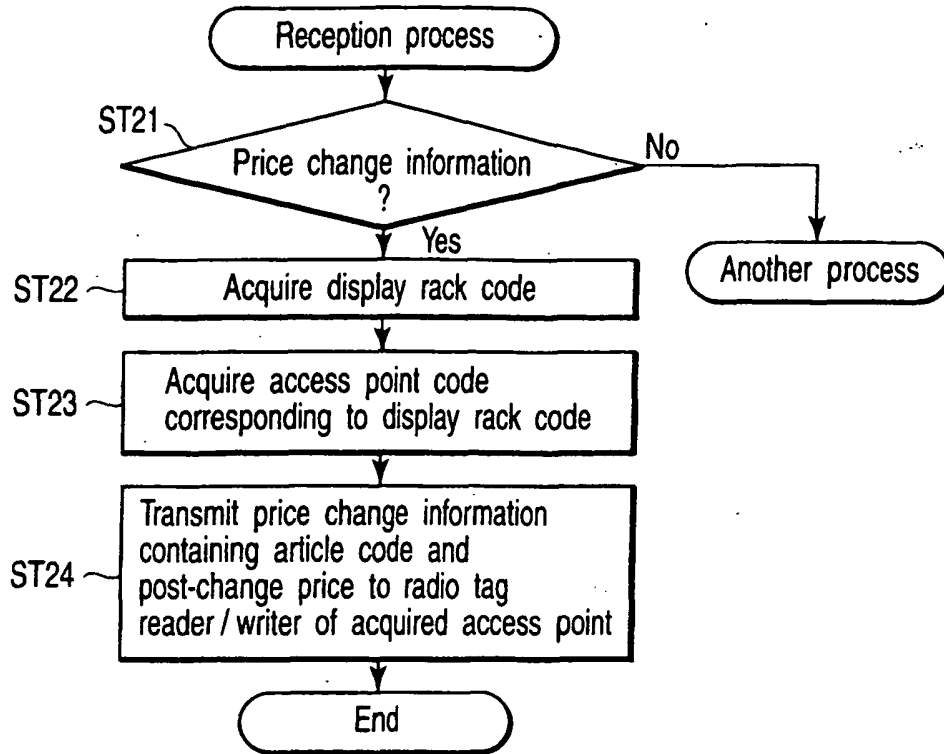 Reception process
ST21
Price change information
?
No
Yes
Another process
ST22
Acquire display rack code
ST23
Acquire access point code
corresponding to display rack code
ST24
Transmit price change information
containing article code and
post-change price to radio tag
reader / writer of acquired access point
End